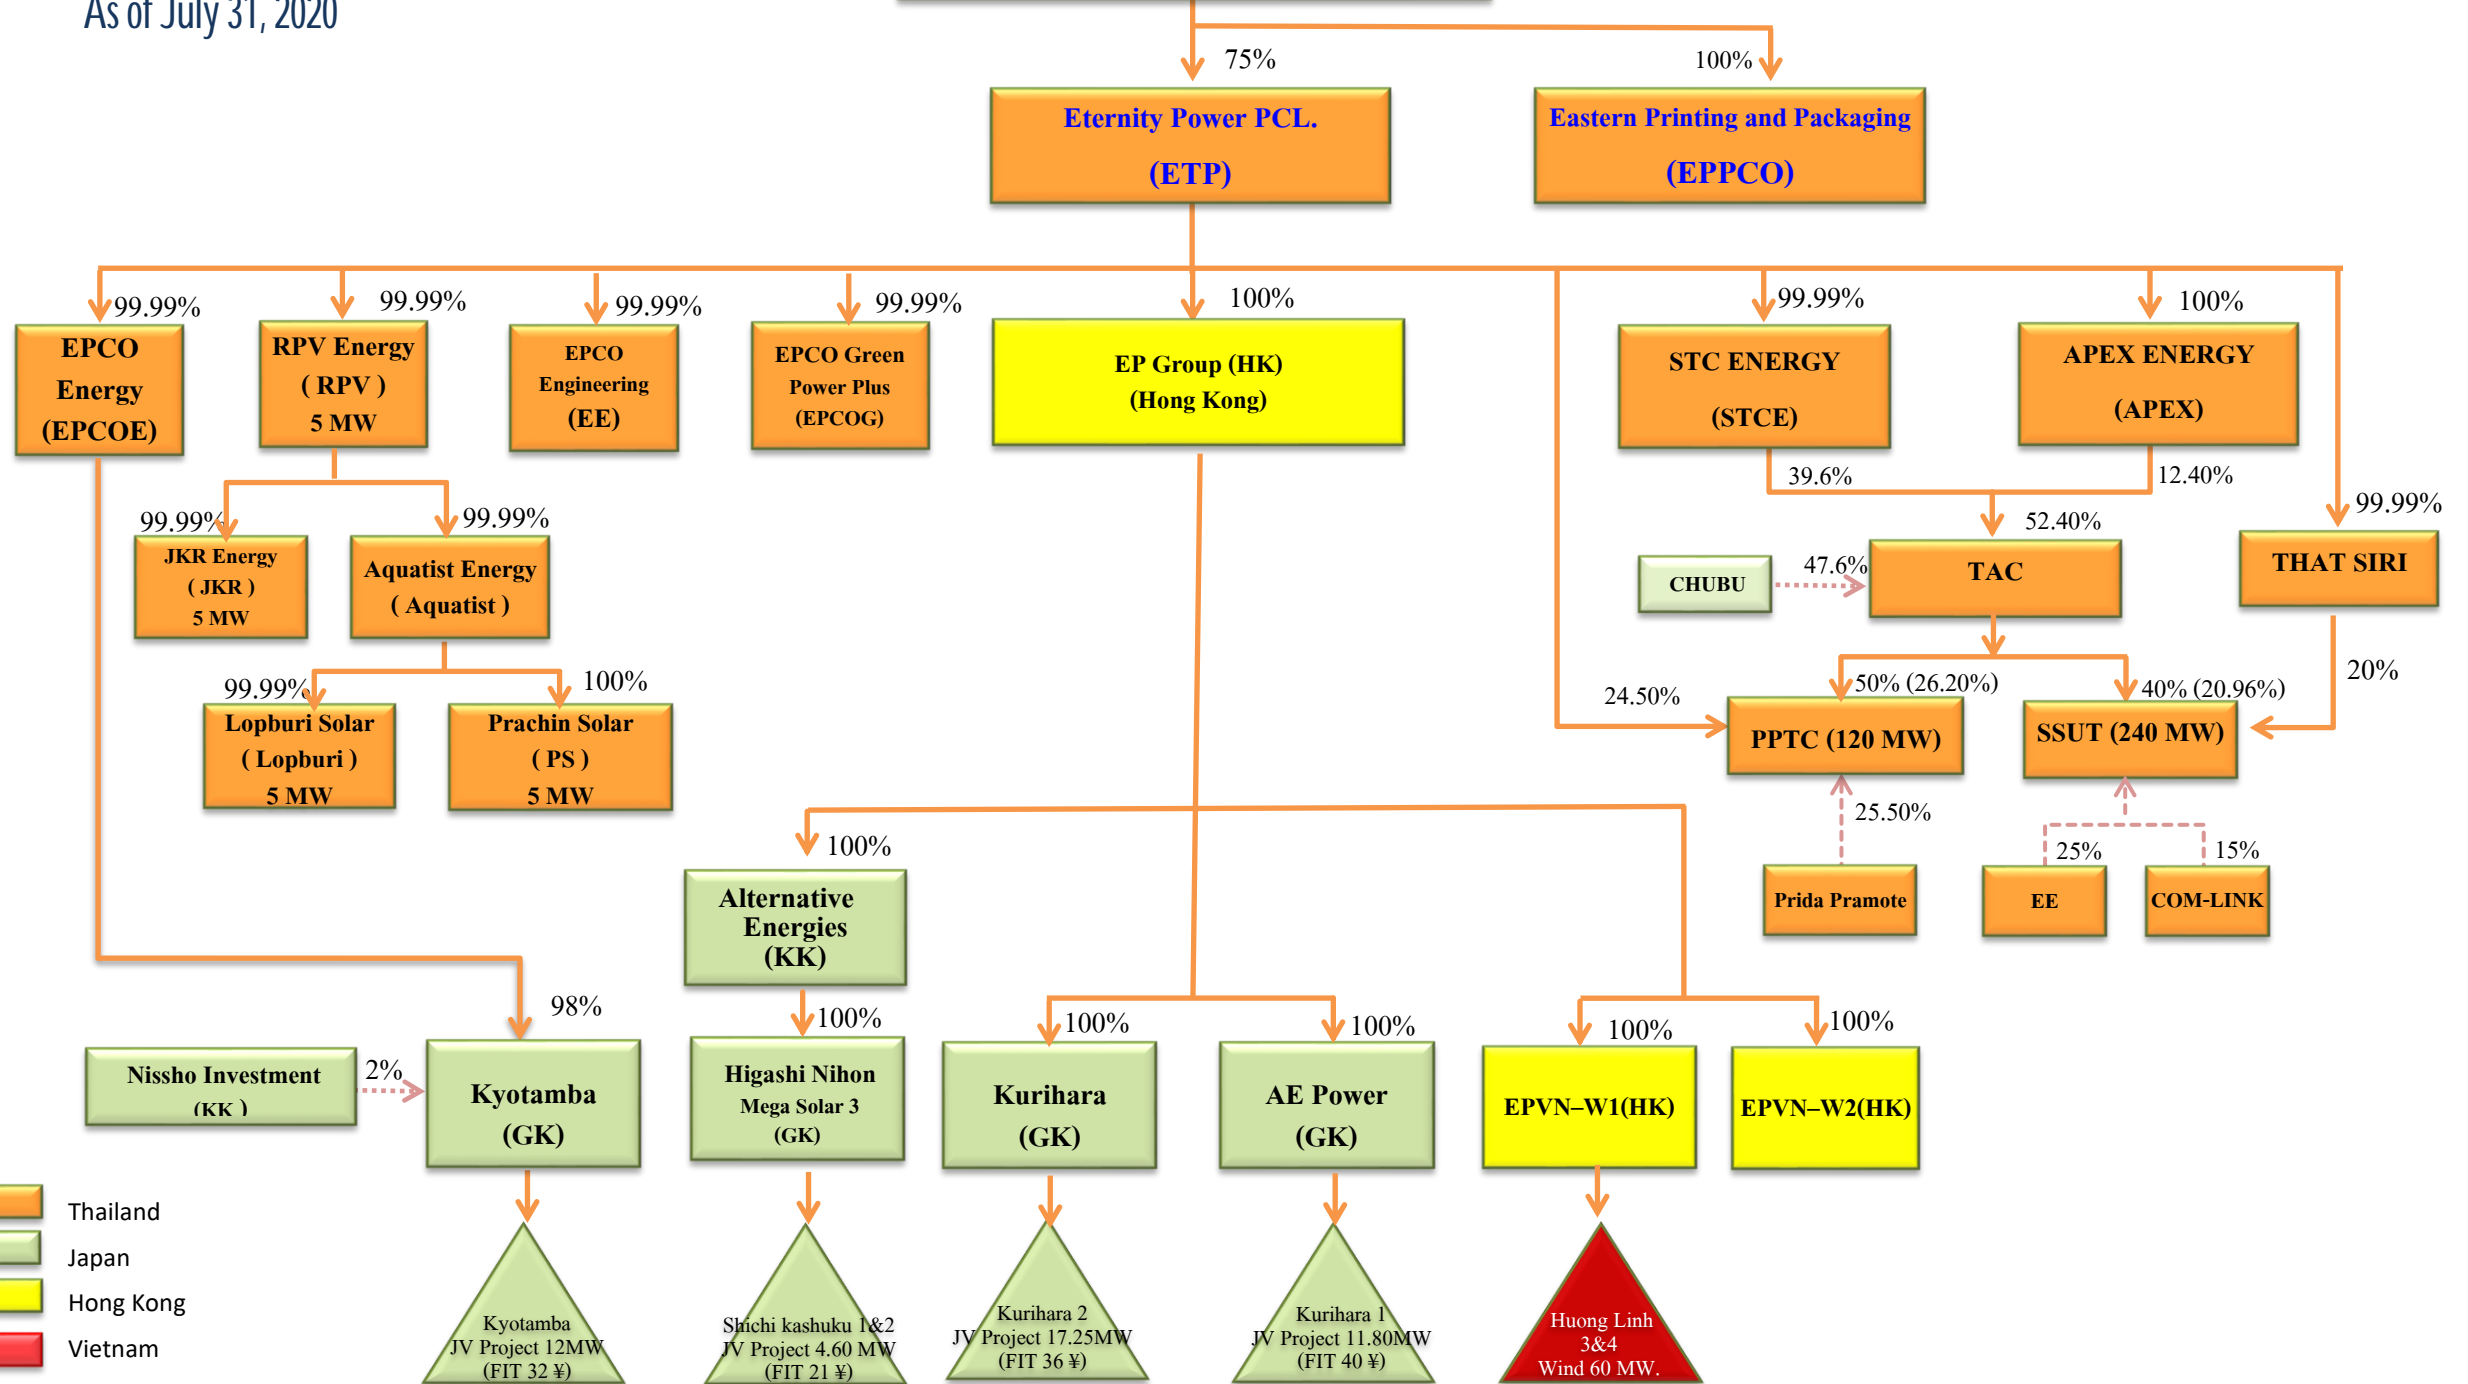 As of July 31, 2020
75%
100%
Eternity Power PCL.
(ETP)
Eastern Printing and Packaging
(EPPCO)
99.99%
99.99%
99.99%
99.99%
100%
99.99%
100%
EPCO
Energy
(EPCOE)
RPV Energy
( RPV )
5 MW
EPCO
Engineering
(EE)
EPCO Green
Power Plus
(EPCOG)
EP Group (HK)
(Hong Kong)
STC ENERGY
(STCE)
APEX ENERGY
(APEX)
39.6%
12.40%
99.99%
99.99%
99.99%
52.40%
JKR Energy
( JKR )
5 MW
Aquatist Energy
( Aquatist )
CHUBU
47.6%
TAC
THAT SIRI
99.99%
100%
24.50%
50% (26.20%)
40% (20.96%)
20%
Lopburi Solar
( Lopburi )
5 MW
Prachin Solar
( PS )
5 MW
PPTC (120 MW)
SSUT (240 MW)
25.50%
25%
15%
Prida Pramote
EE
COM-LINK
100%
Alternative
Energies
(KK)
98%
100%
100%
100%
100%
100%
Nissho Investment
(KK )
2%
Kyotamba
(GK)
Higashi Nihon
Mega Solar 3
(GK)
Kurihara
(GK)
AE Power
(GK)
EPVN–W1(HK)
EPVN–W2(HK)
Thailand
Japan
Hong Kong
Vietnam
Kyotamba
JV Project 12MW
(FIT 32 ¥)
Shichi kashuku 1&2
JV Project 4.60 MW
(FIT 21 ¥)
Kurihara 2
JV Project 17.25MW
(FIT 36 ¥)
Kurihara 1
JV Project 11.80MW
(FIT 40 ¥)
Huong Linh
3&4
Wind 60 MW.